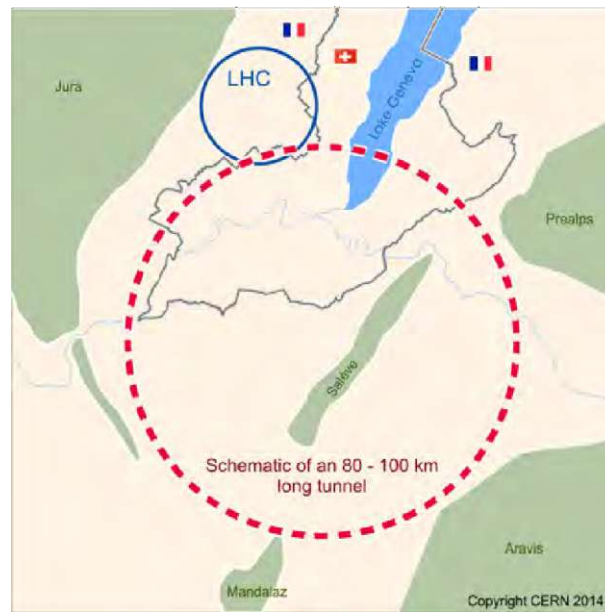 LHC
Jura
Lake Geneva
Prealps
Salève
Schematic of an 80 - 100 km
long tunnel
Aravis
Mandalaz
Copyright CERN 2014